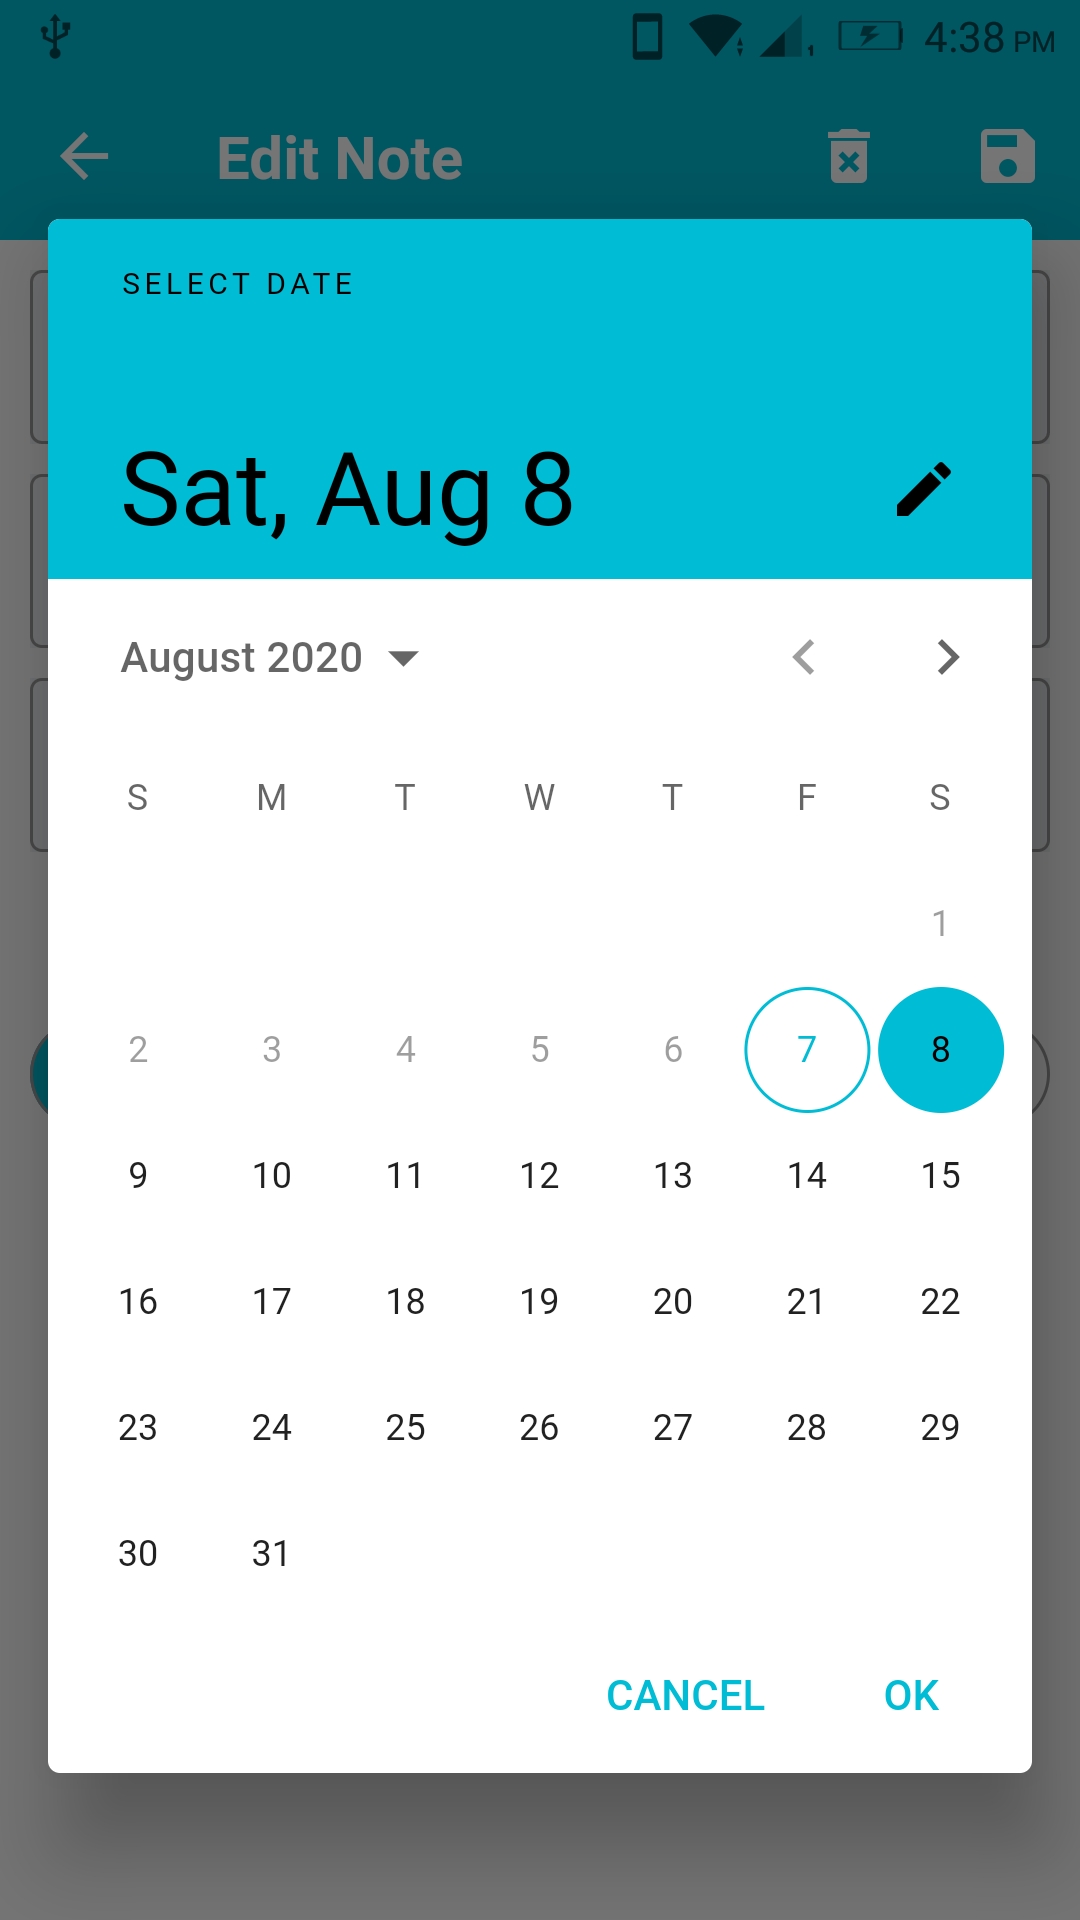 4:38 PM
Edit Note
SELECT DATE
Sat, Aug 8
August 2020
S M T W T F S
1
2 3 4 5 6 7 8
9 10 11 12 13 14 15
16 17 18 19 20 21 22
23 24 25 26 27 28 29
30 31
CANCEL OK